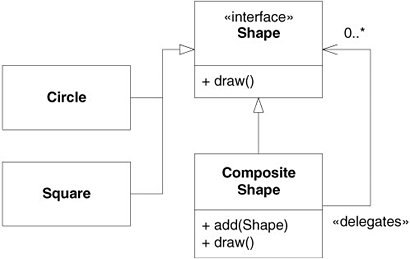 «interface»
Shape
0..*
+ draw()
Circle
Square
Composite
Shape
+ add(Shape)
+ draw()
«delegates»